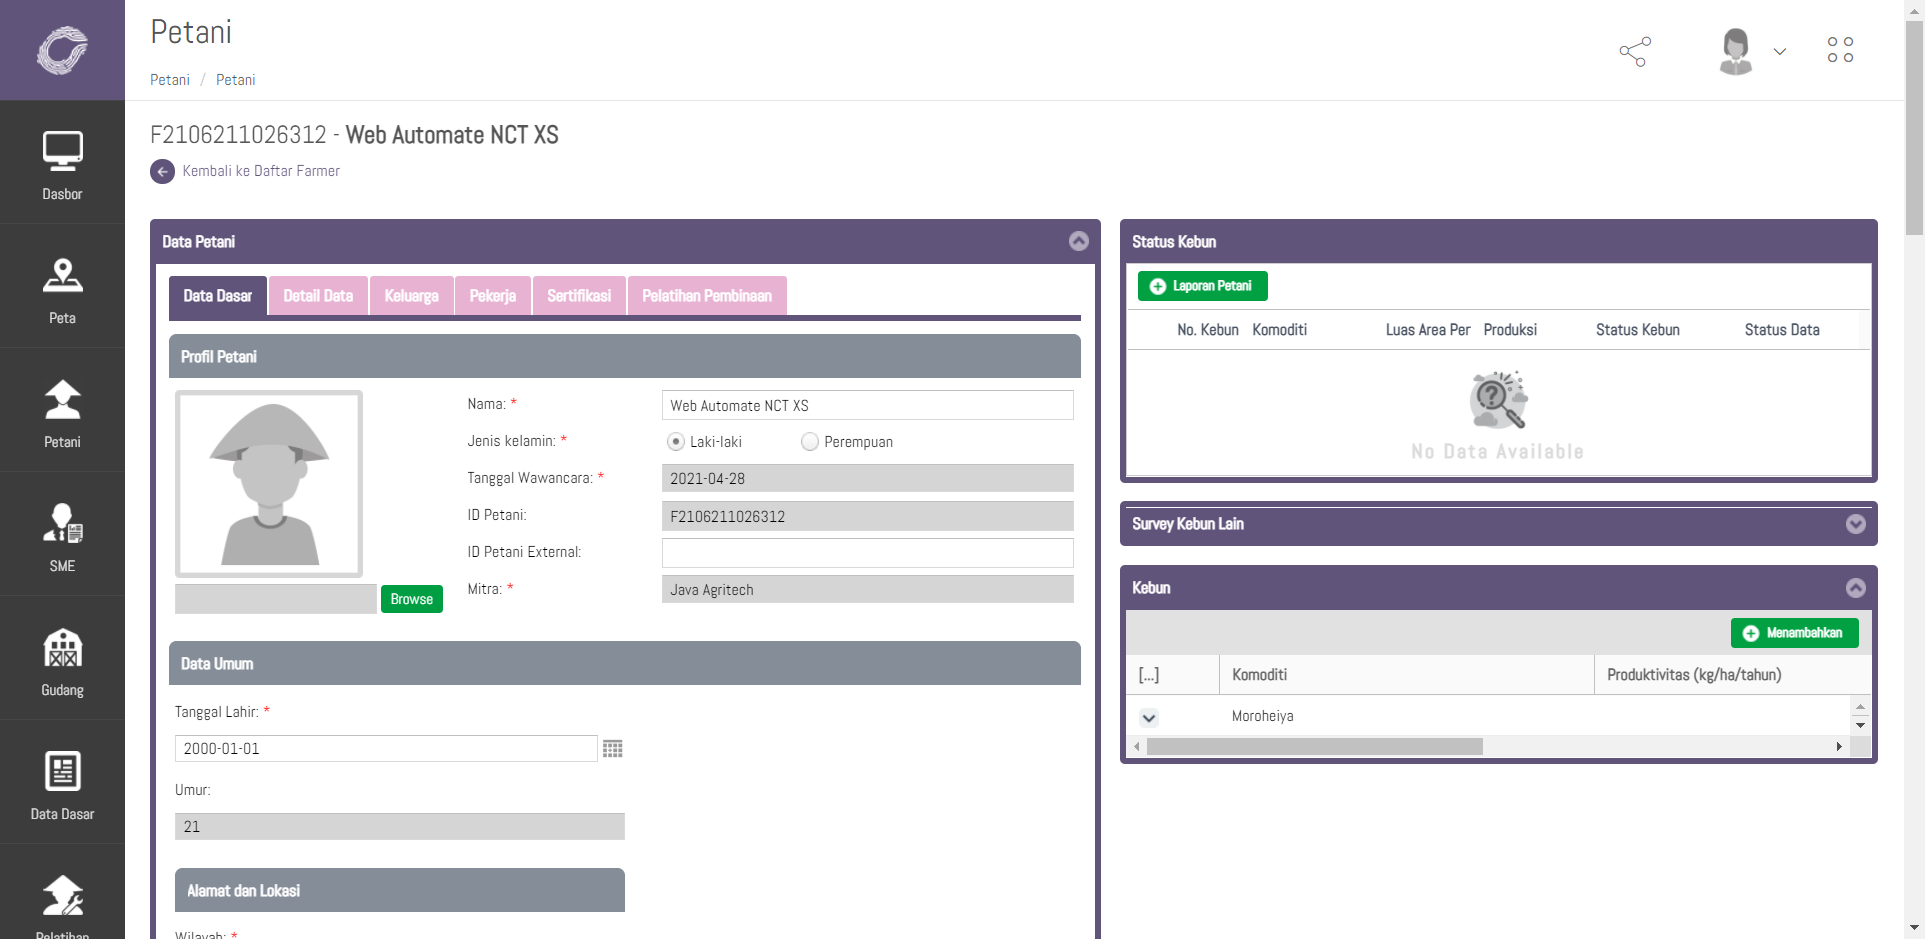 Petani
Petani / Petani
F2106211026312 - Web Automate NCT XS
Kembali ke Daftar Farmer
Dasbor
Peta
Petani
SME
Gudang
Data Dasar
Pelatihan
Data Petani
Data Dasar
Detail Data
Keluarga
Pekerja
Sertifikasi
Pelatihan Pembinaan
Profil Petani
Browse
Nama: *
Web Automate NCT XS
Jenis kelamin: *
Laki-laki
Perempuan
Tanggal Wawancara: *
2021-04-28
ID Petani:
F2106211026312
ID Petani External:
Mitra: *
Java Agritech
Data Umum
Tanggal Lahir: *
2000-01-01
Umur:
21
Alamat dan Lokasi
Wilayah: *
Status Kebun
Laporan Petani
No. Kebun
Komoditi
Luas Area Per
Produksi
Status Kebun
Status Data
No Data Available
Survey Kebun Lain
Kebun
Menambahkan
[...]
Komoditi
Produktivitas (kg/ha/tahun)
Moroheiya